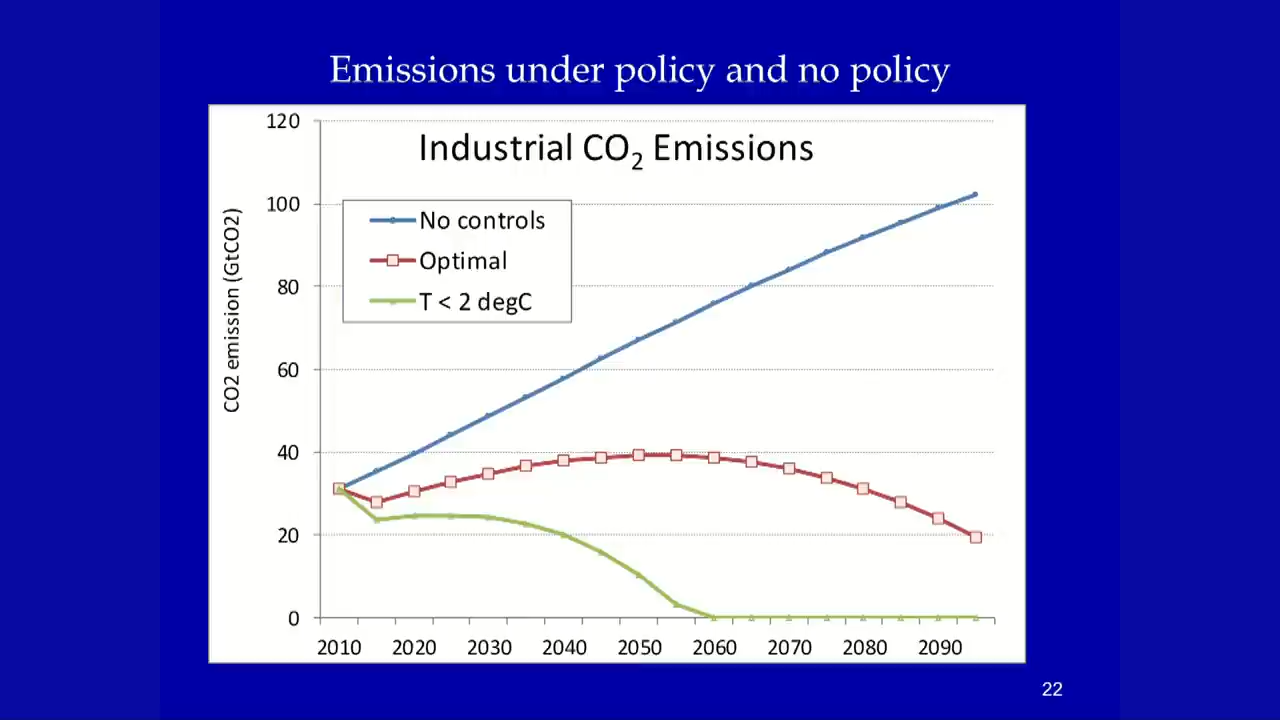 Emissions under policy and no policy
Industrial CO₂ Emissions
CO2 emission (GtCO2)
120
100
80
60
40
20
0
No controls
Optimal
T < 2 degC
2010 2020 2030 2040 2050 2060 2070 2080 2090
22